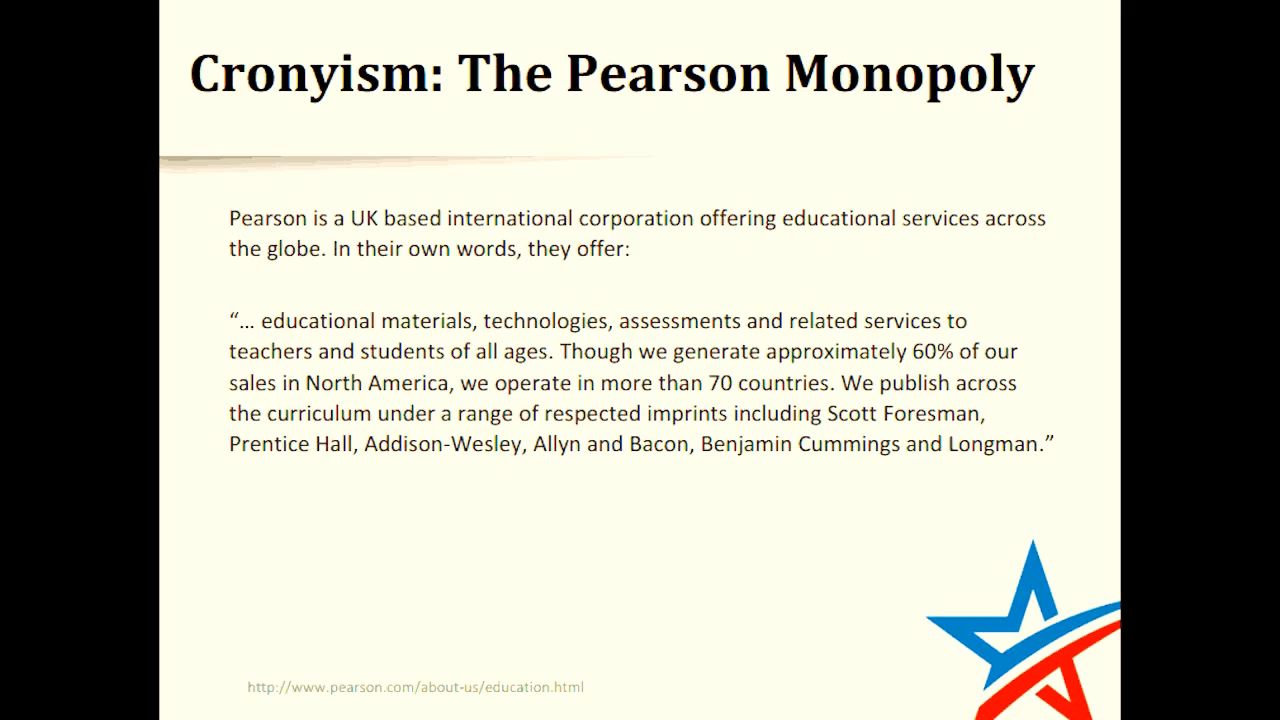 Cronyism: The Pearson Monopoly
Pearson is a UK based international corporation offering educational services across
the globe. In their own words, they offer:
“… educational materials, technologies, assessments and related services to
teachers and students of all ages. Though we generate approximately 60% of our
sales in North America, we operate in more than 70 countries. We publish across
the curriculum under a range of respected imprints including Scott Foresman,
Prentice Hall, Addison-Wesley, Allyn and Bacon, Benjamin Cummings and Longman.”
http://www.pearson.com/about-us/education.html